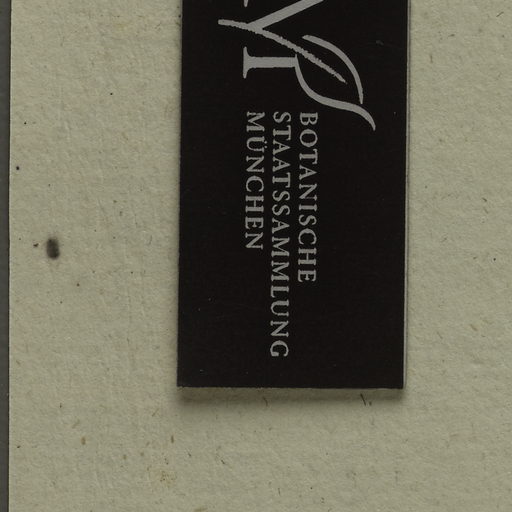 M
BOTANISCHE
STAATSSAMMLUNG
MÜNCHEN